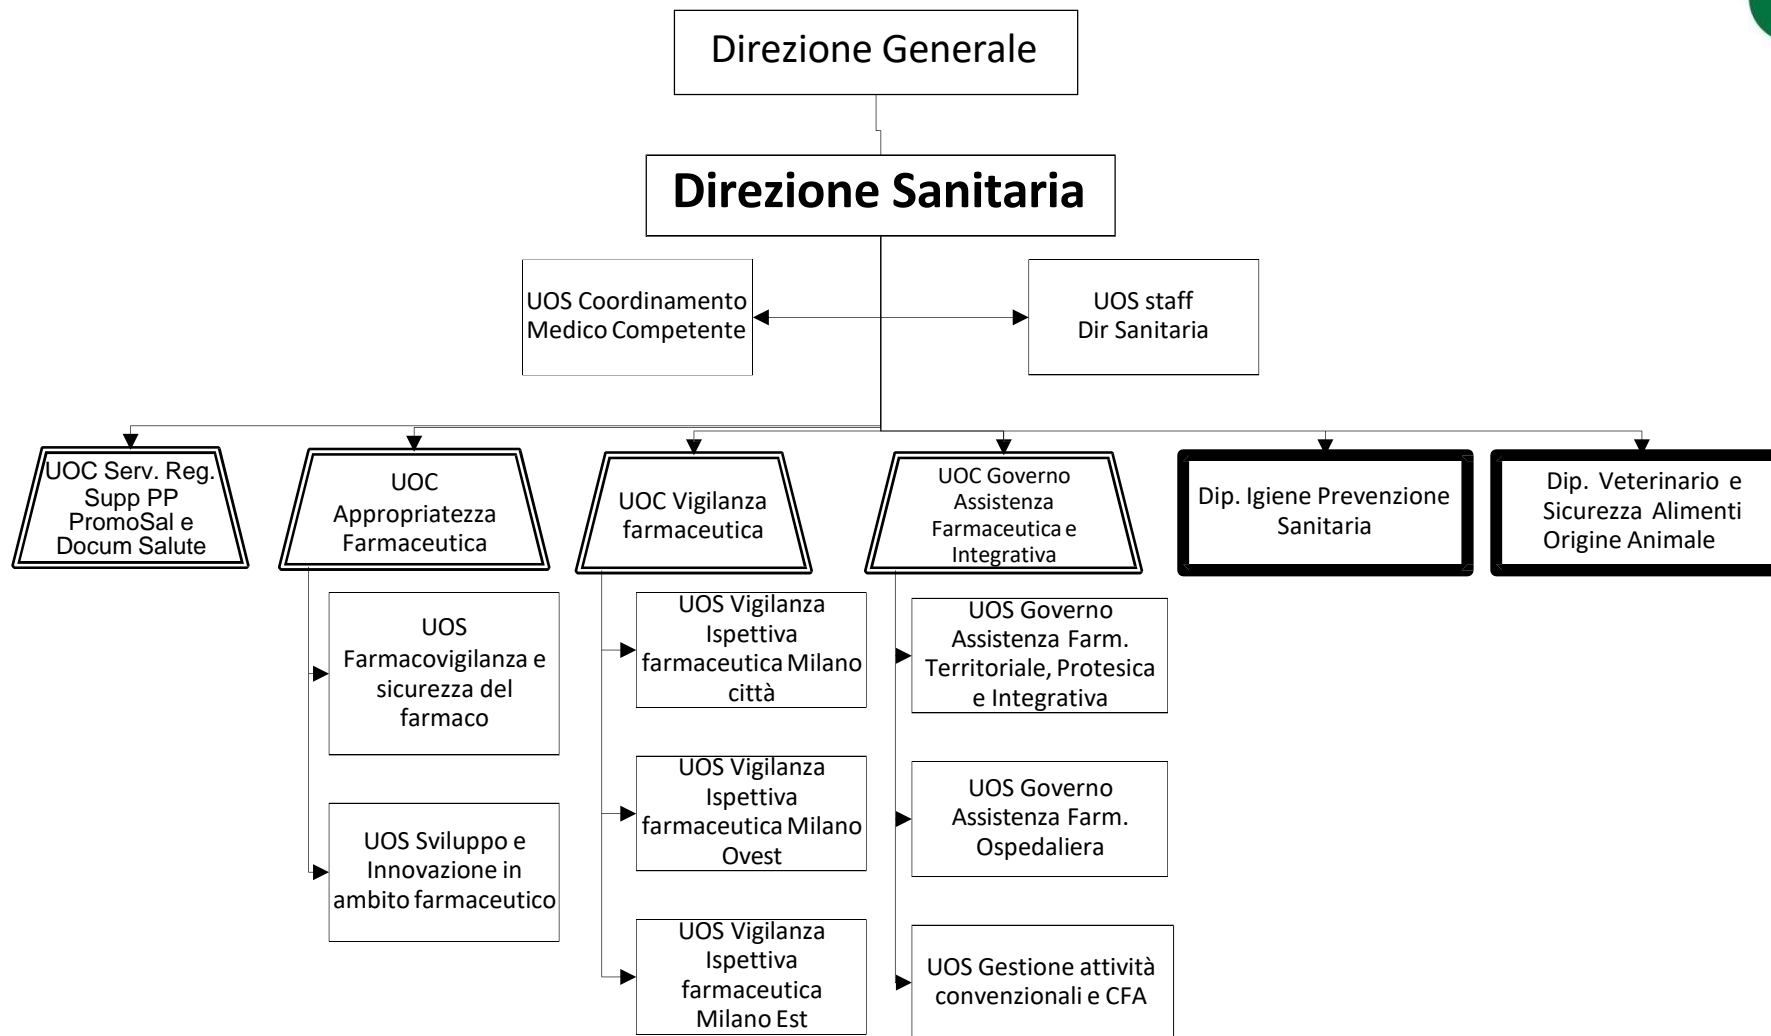 Direzione Generale
Direzione Sanitaria
UOS Coordinamento
Medico Competente
UOS staff
Dir Sanitaria
UOC Serv. Reg.
Supp PP
PromoSal e
Docum Salute
UOC
Appropriatezza
Farmaceutica
UOC Vigilanza
farmaceutica
UOC Governo
Assistenza
Farmaceutica e
Integrativa
Dip. Igiene Prevenzione
Sanitaria
Dip. Veterinario e
Sicurezza Alimenti
Origine Animale
UOS
Farmacovigilanza e
sicurezza del
farmaco
UOS Sviluppo e
Innovazione in
ambito farmaceutico
UOS Vigilanza
Ispettiva
farmaceutica Milano
città
UOS Vigilanza
Ispettiva
farmaceutica Milano
Ovest
UOS Vigilanza
Ispettiva
farmaceutica
Milano Est
UOS Governo
Assistenza Farm.
Territoriale, Protesica
e Integrativa
UOS Governo
Assistenza Farm.
Ospedaliera
UOS Gestione attività
convenzionali e CFA